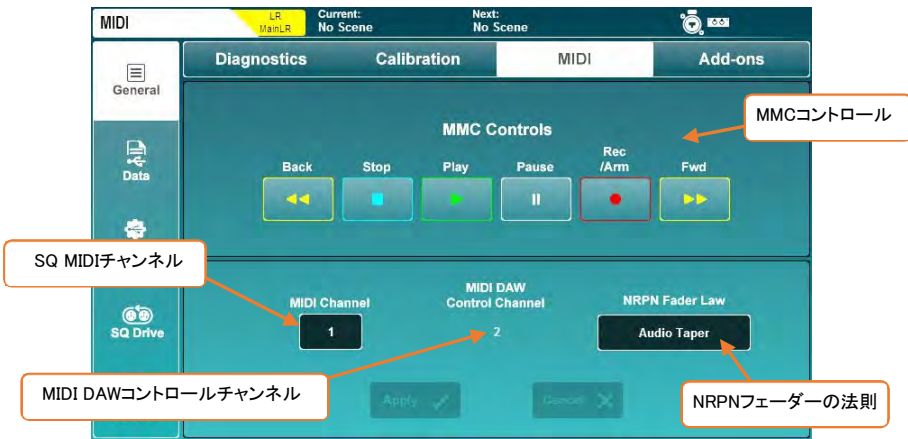 MIDI
LR
MainLR
Current:
No Scene
Next:
No Scene
Diagnostics
Calibration
MIDI
Add-ons
General
Data
SQ Drive
MMC Controls
MMCコントロール
Back
Stop
Play
Pause
Rec
/Arm
Fwd
SQ MIDIチャンネル
MIDI Channel
1
MIDI DAW
Control Channel
2
NRPN Fader Law
Audio Taper
MIDI DAWコントロールチャンネル
Apply
Cancel
NRPNフェーダーの法則